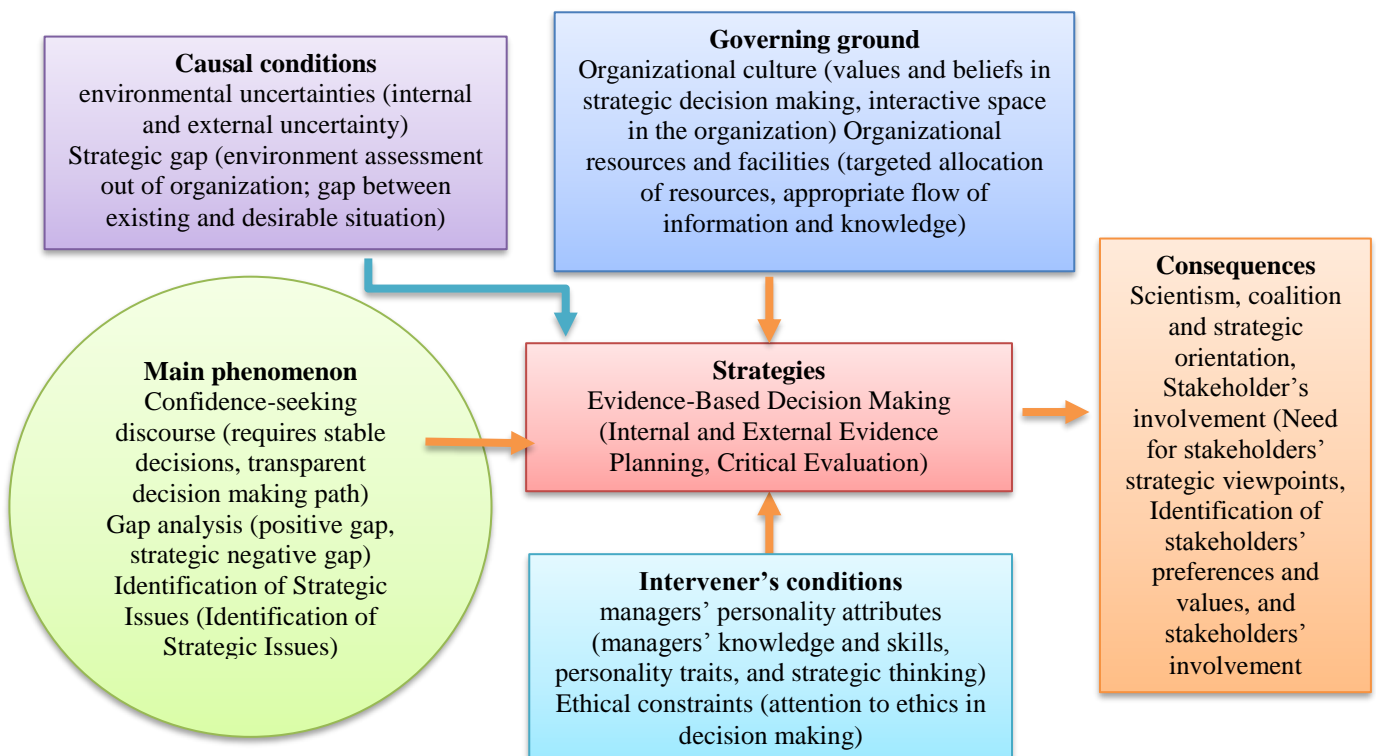 Causal conditions
environmental uncertainties (internal
and external uncertainty)
Strategic gap (environment assessment
out of organization; gap between
existing and desirable situation)
Governing ground
Organizational culture (values and beliefs in
strategic decision making, interactive space
in the organization) Organizational
resources and facilities (targeted allocation
of resources, appropriate flow of
information and knowledge)
Main phenomenon
Confidence-seeking
discourse (requires stable
decisions, transparent
decision making path)
Gap analysis (positive gap,
strategic negative gap)
Identification of Strategic
Issues (Identification of
Strategic Issues)
Strategies
Evidence-Based Decision Making
(Internal and External Evidence
Planning, Critical Evaluation)
Intervener’s conditions
managers’ personality attributes
(managers’ knowledge and skills,
personality traits, and strategic thinking)
Ethical constraints (attention to ethics in
decision making)
Consequences
Scientism, coalition
and strategic
orientation,
Stakeholder’s
involvement (Need
for stakeholders’
strategic viewpoints,
Identification of
stakeholders’
preferences and
values, and
stakeholders’
involvement